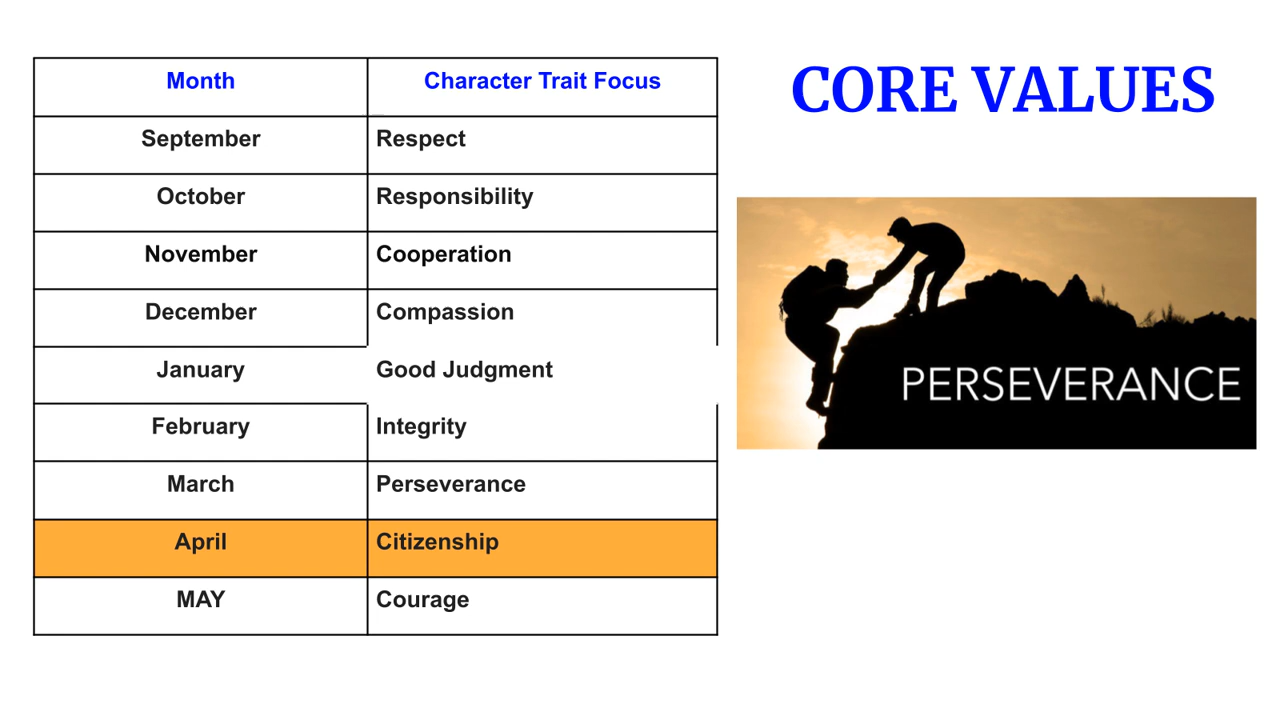 Month Character Trait Focus
September Respect
October Responsibility
November Cooperation
December Compassion
January Good Judgment
February Integrity
March Perseverance
April Citizenship
MAY Courage
CORE VALUES
PERSEVERANCE